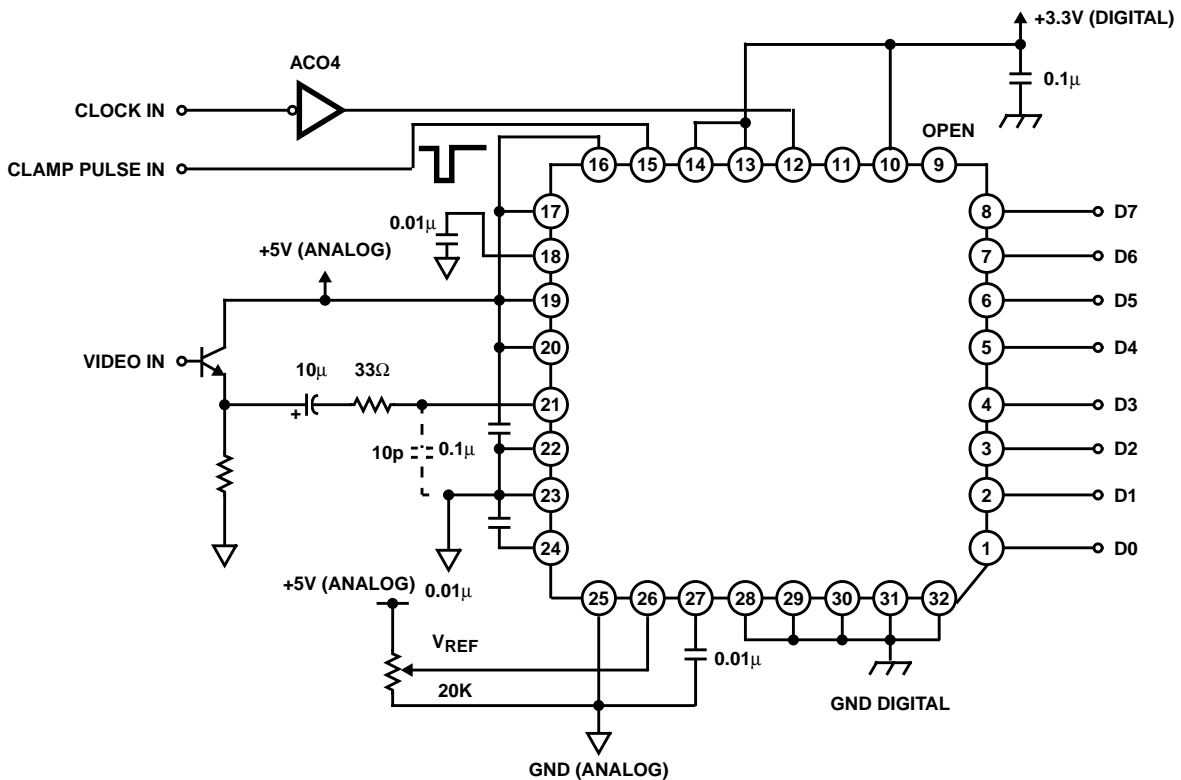 +3.3V (DIGITAL)
ACO4
0.1μ
CLOCK IN
OPEN
CLAMP PULSE IN
16 15 14 13 12 11 10 9
17
8 D7
0.01μ
18
7 D6
+5V (ANALOG)
19
6 D5
20
5 D4
VIDEO IN
10μ 33Ω
+
21
4 D3
10p 0.1μ
22
3 D2
23
2 D1
24
1 D0
+5V (ANALOG) 0.01μ
25 26 27 28 29 30 31 32
VREF
0.01μ
20K
GND DIGITAL
GND (ANALOG)